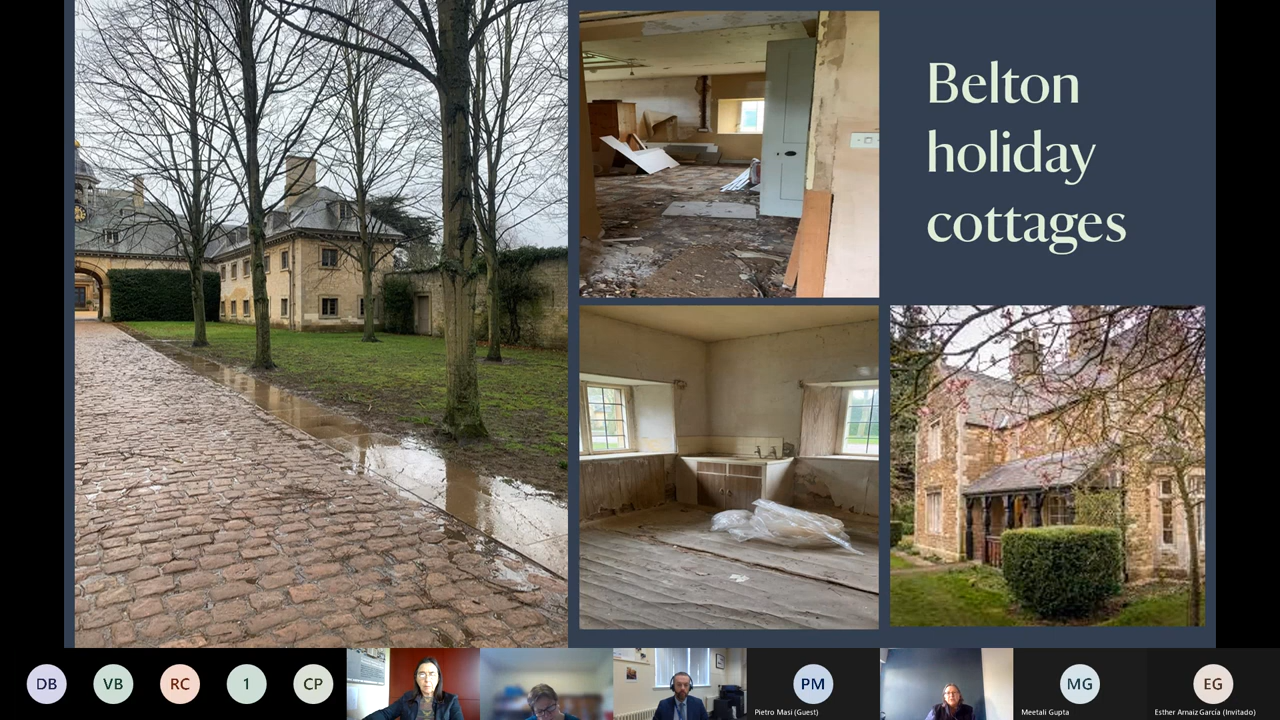 Belton
holiday
cottages
DB
VB
RC
1
CP
PM
Pietro Masi (Guest)
MG
Meetali Gupta
EG
Esther Arnaiz García (Invitado)